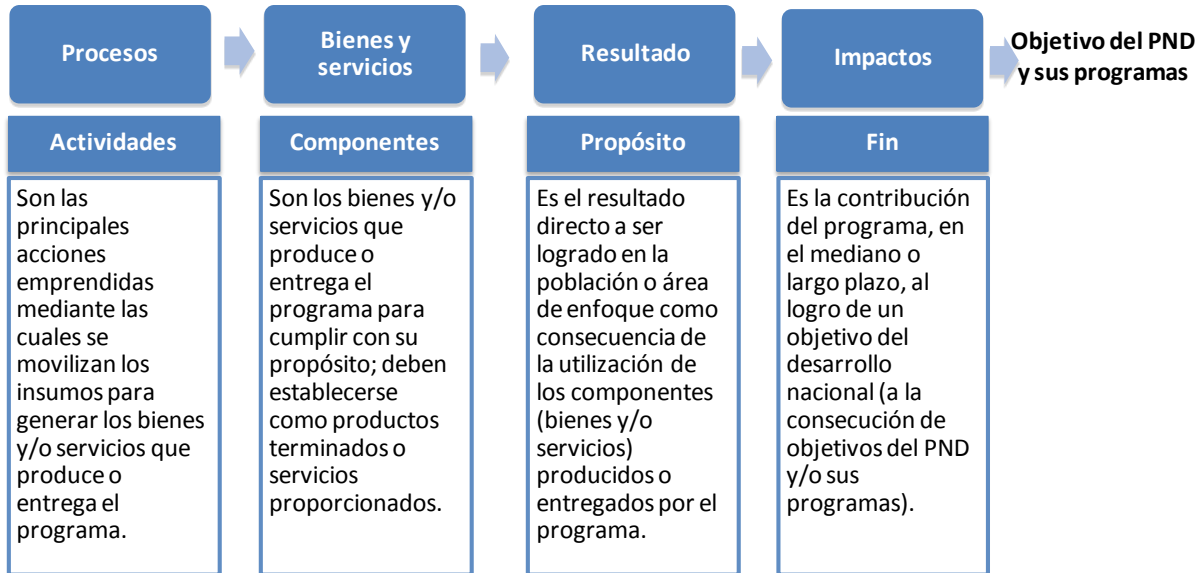 Procesos
Bienes y
servicios
Resultado
Impactos
Objetivo del PND
y sus programas
Actividades
Son las
principales
acciones
emprendidas
mediante las
cuales se
movilizan los
insumos para
generar los bienes
y/o servicios que
produce o
entrega el
programa.
Componentes
Son los bienes y/o
servicios que
produce o
entrega el
programa para
cumplir con su
propósito; deben
establecerse
como productos
terminados o
servicios
proporcionados.
Propósito
Es el resultado
directo a ser
logrado en la
población o área
de enfoque como
consecuencia de
la utilización de
los componentes
(bienes y/o
servicios)
producidos o
entregados por el
programa.
Fin
Es la contribución
del programa, en
el mediano o
largo plazo, al
logro de un
objetivo del
desarrollo
nacional (a la
consecución de
objetivos del PND
y/o sus
programas).